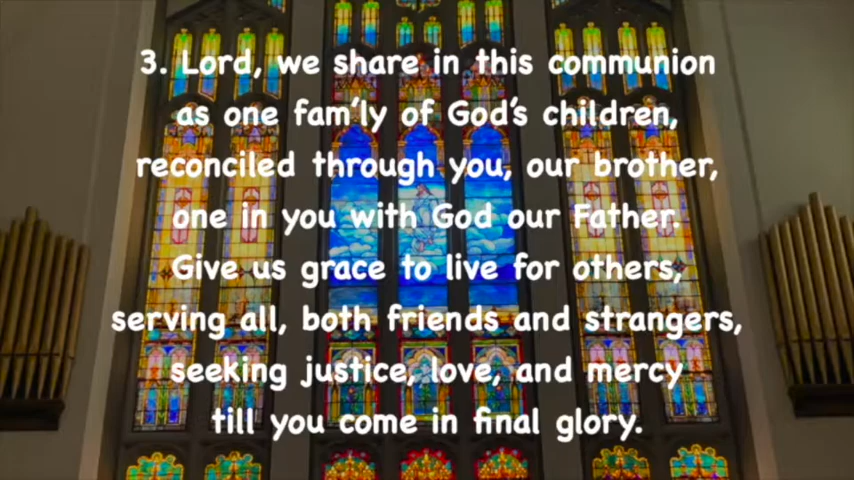 3. Lord, we share in this communion
as one fam'ly of God's children,
reconciled through you, our brother,
one in you with God our Father.
Give us grace to live for others,
serving all, both friends and strangers,
seeking justice, love, and mercy
till you come in final glory.